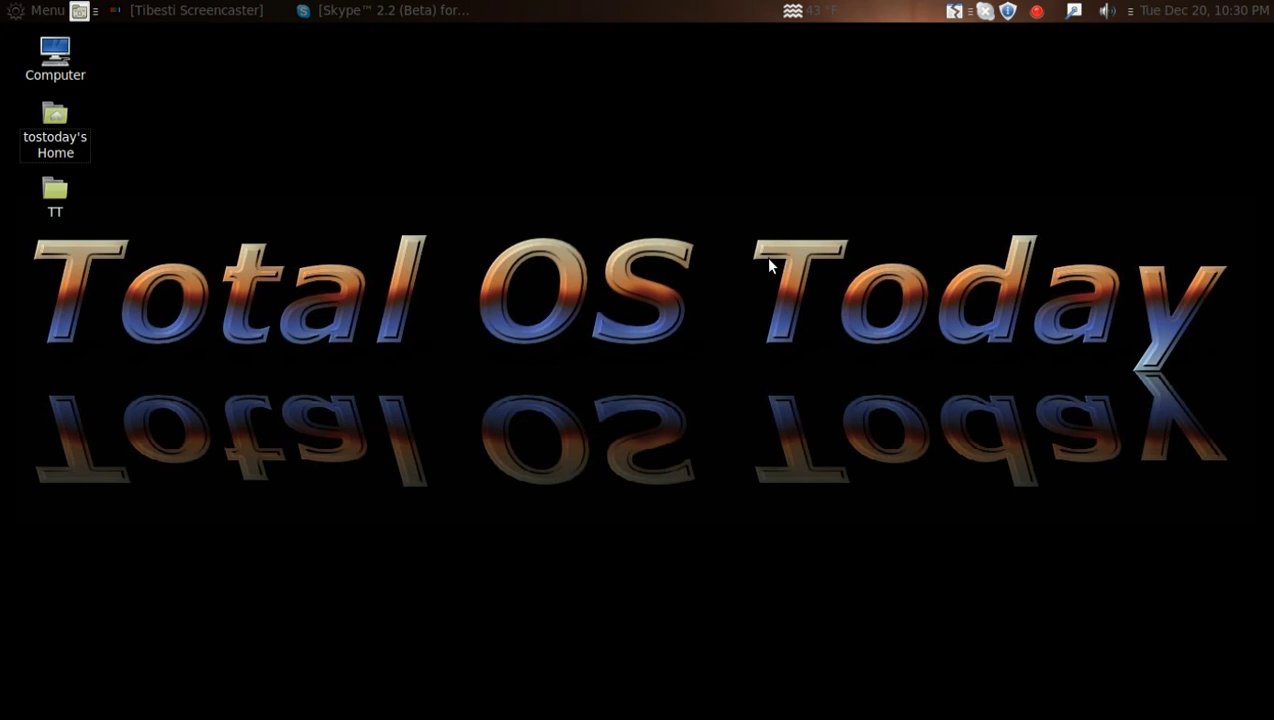 Menu [Tibesti Screencaster] [Skype™ 2.2 (Beta) for... 43 °F Tue Dec 20, 10:30 PM
Computer
tostoday's
Home
TT
Total OS Today